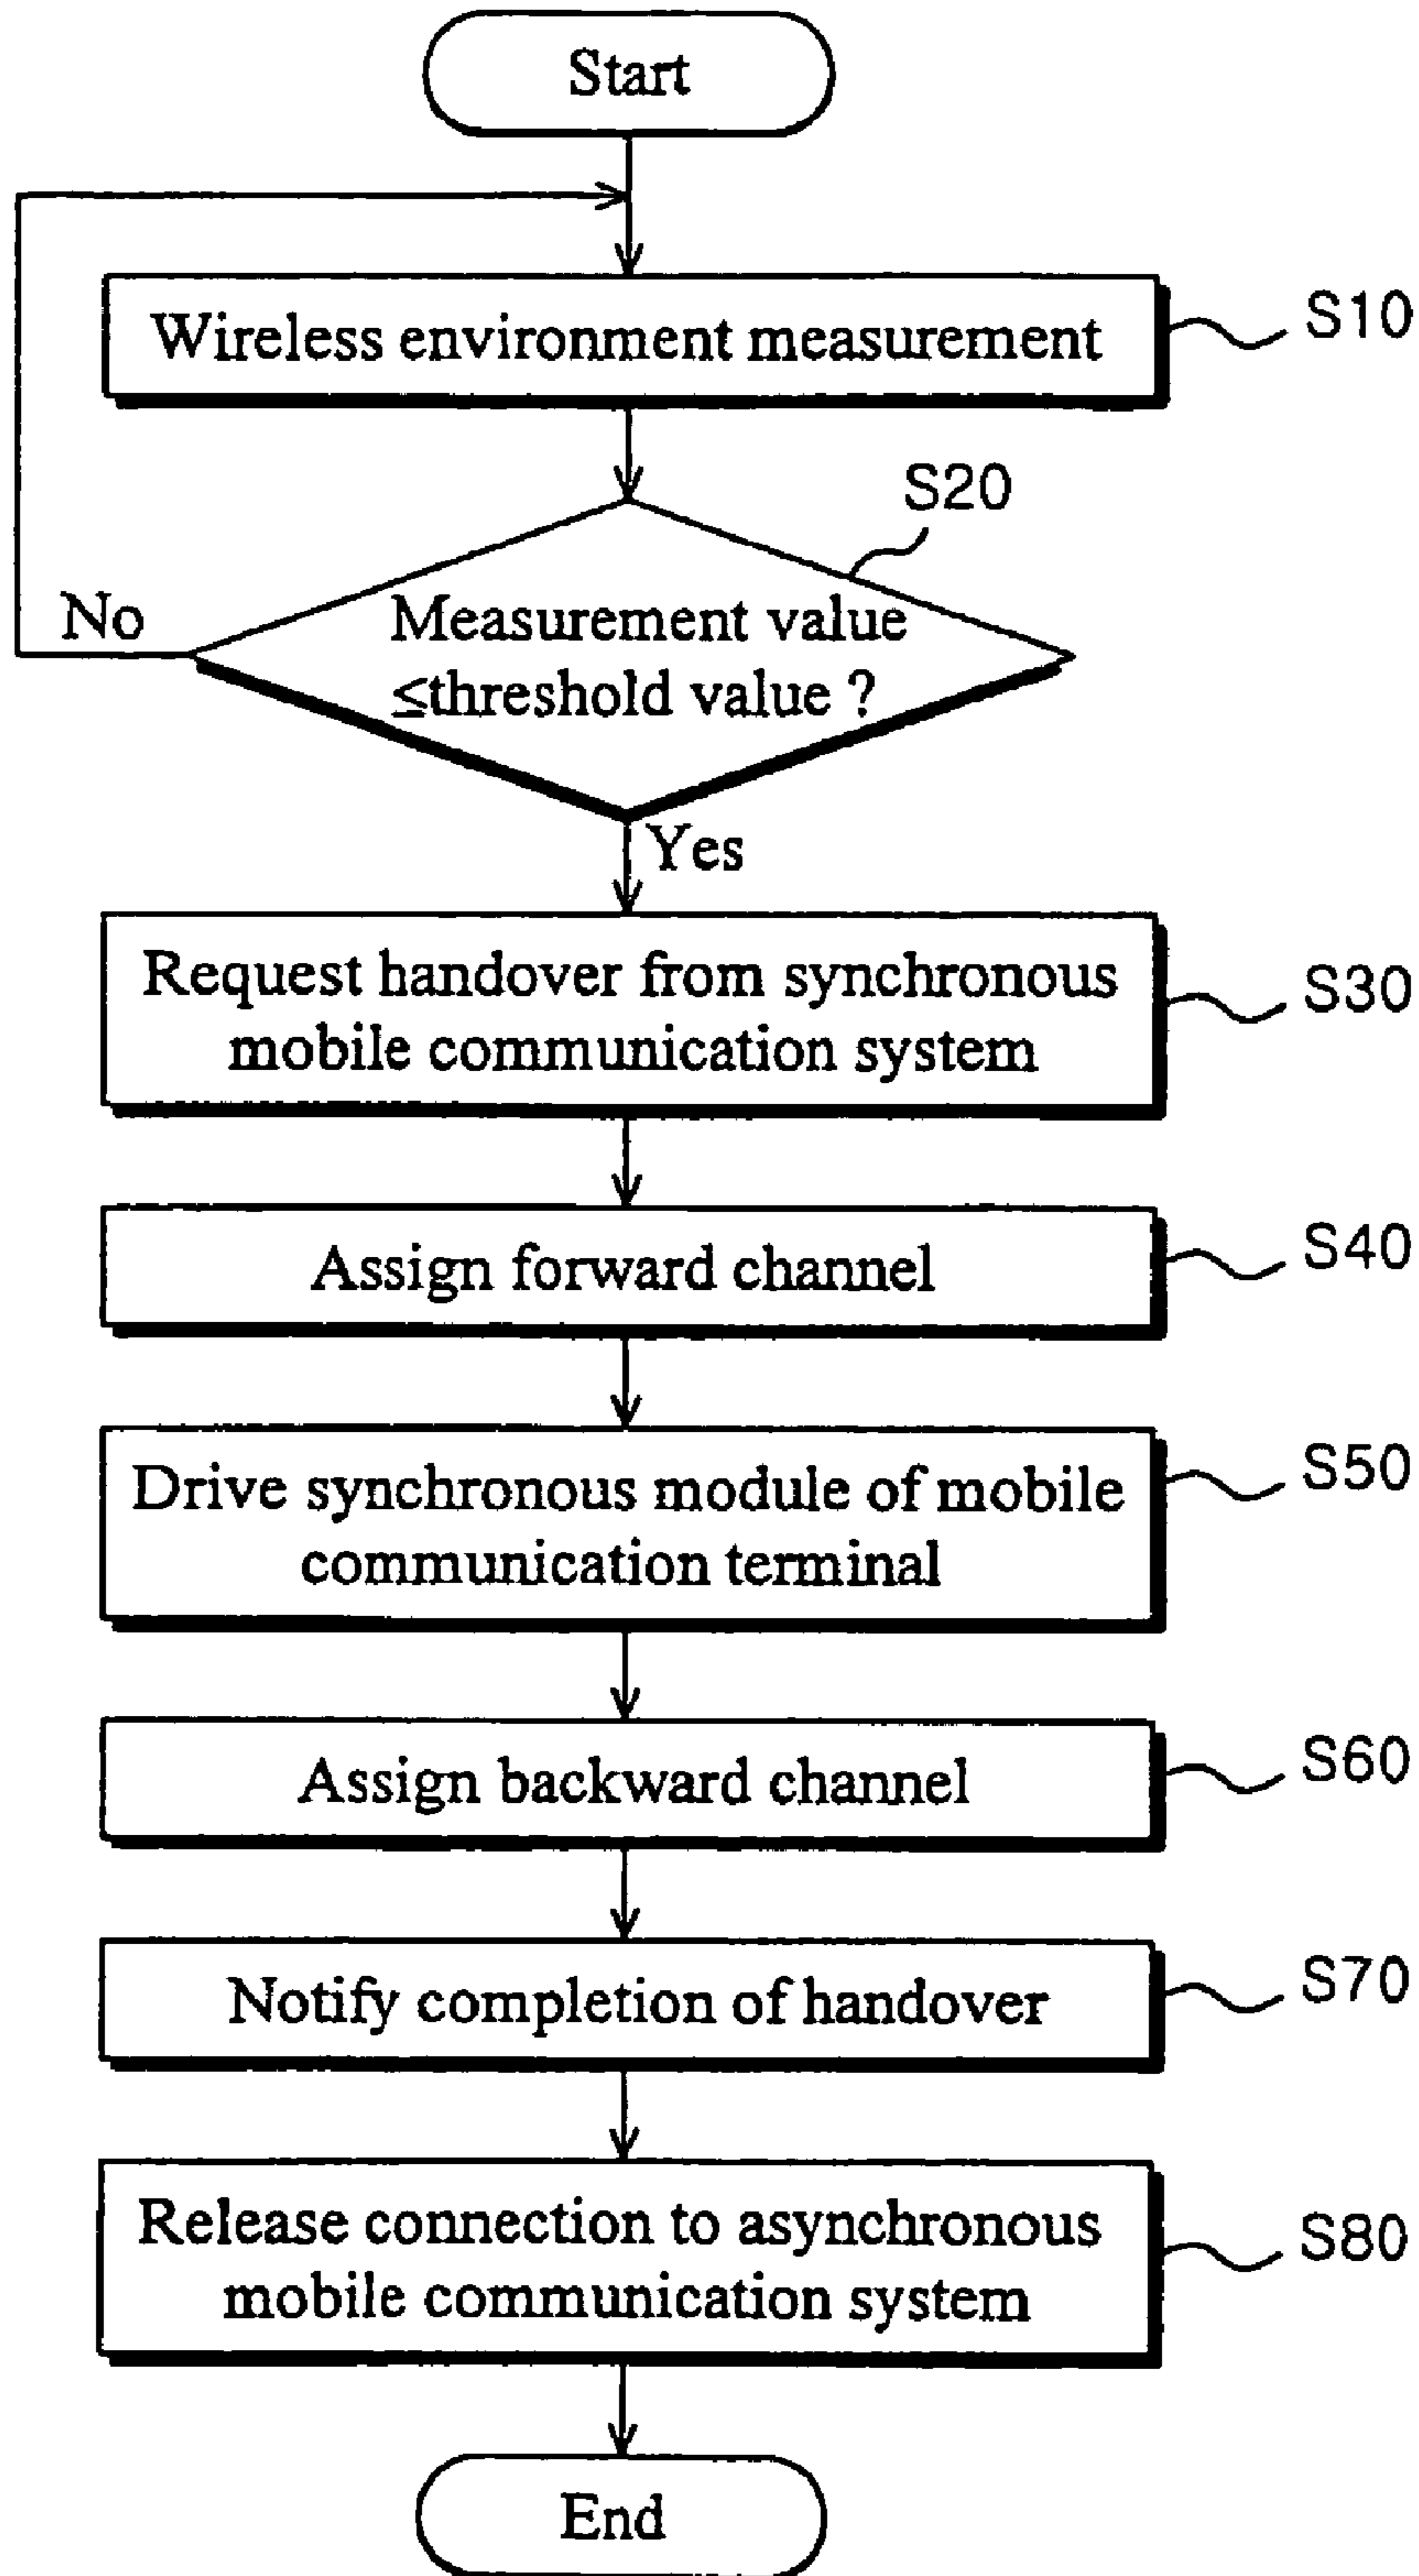 Start
Wireless environment measurement
S10
S20
No
Measurement value
≤threshold value ?
Yes
Request handover from synchronous
mobile communication system
S30
Assign forward channel
S40
Drive synchronous module of mobile
communication terminal
S50
Assign backward channel
S60
Notify completion of handover
S70
Release connection to asynchronous
mobile communication system
S80
End